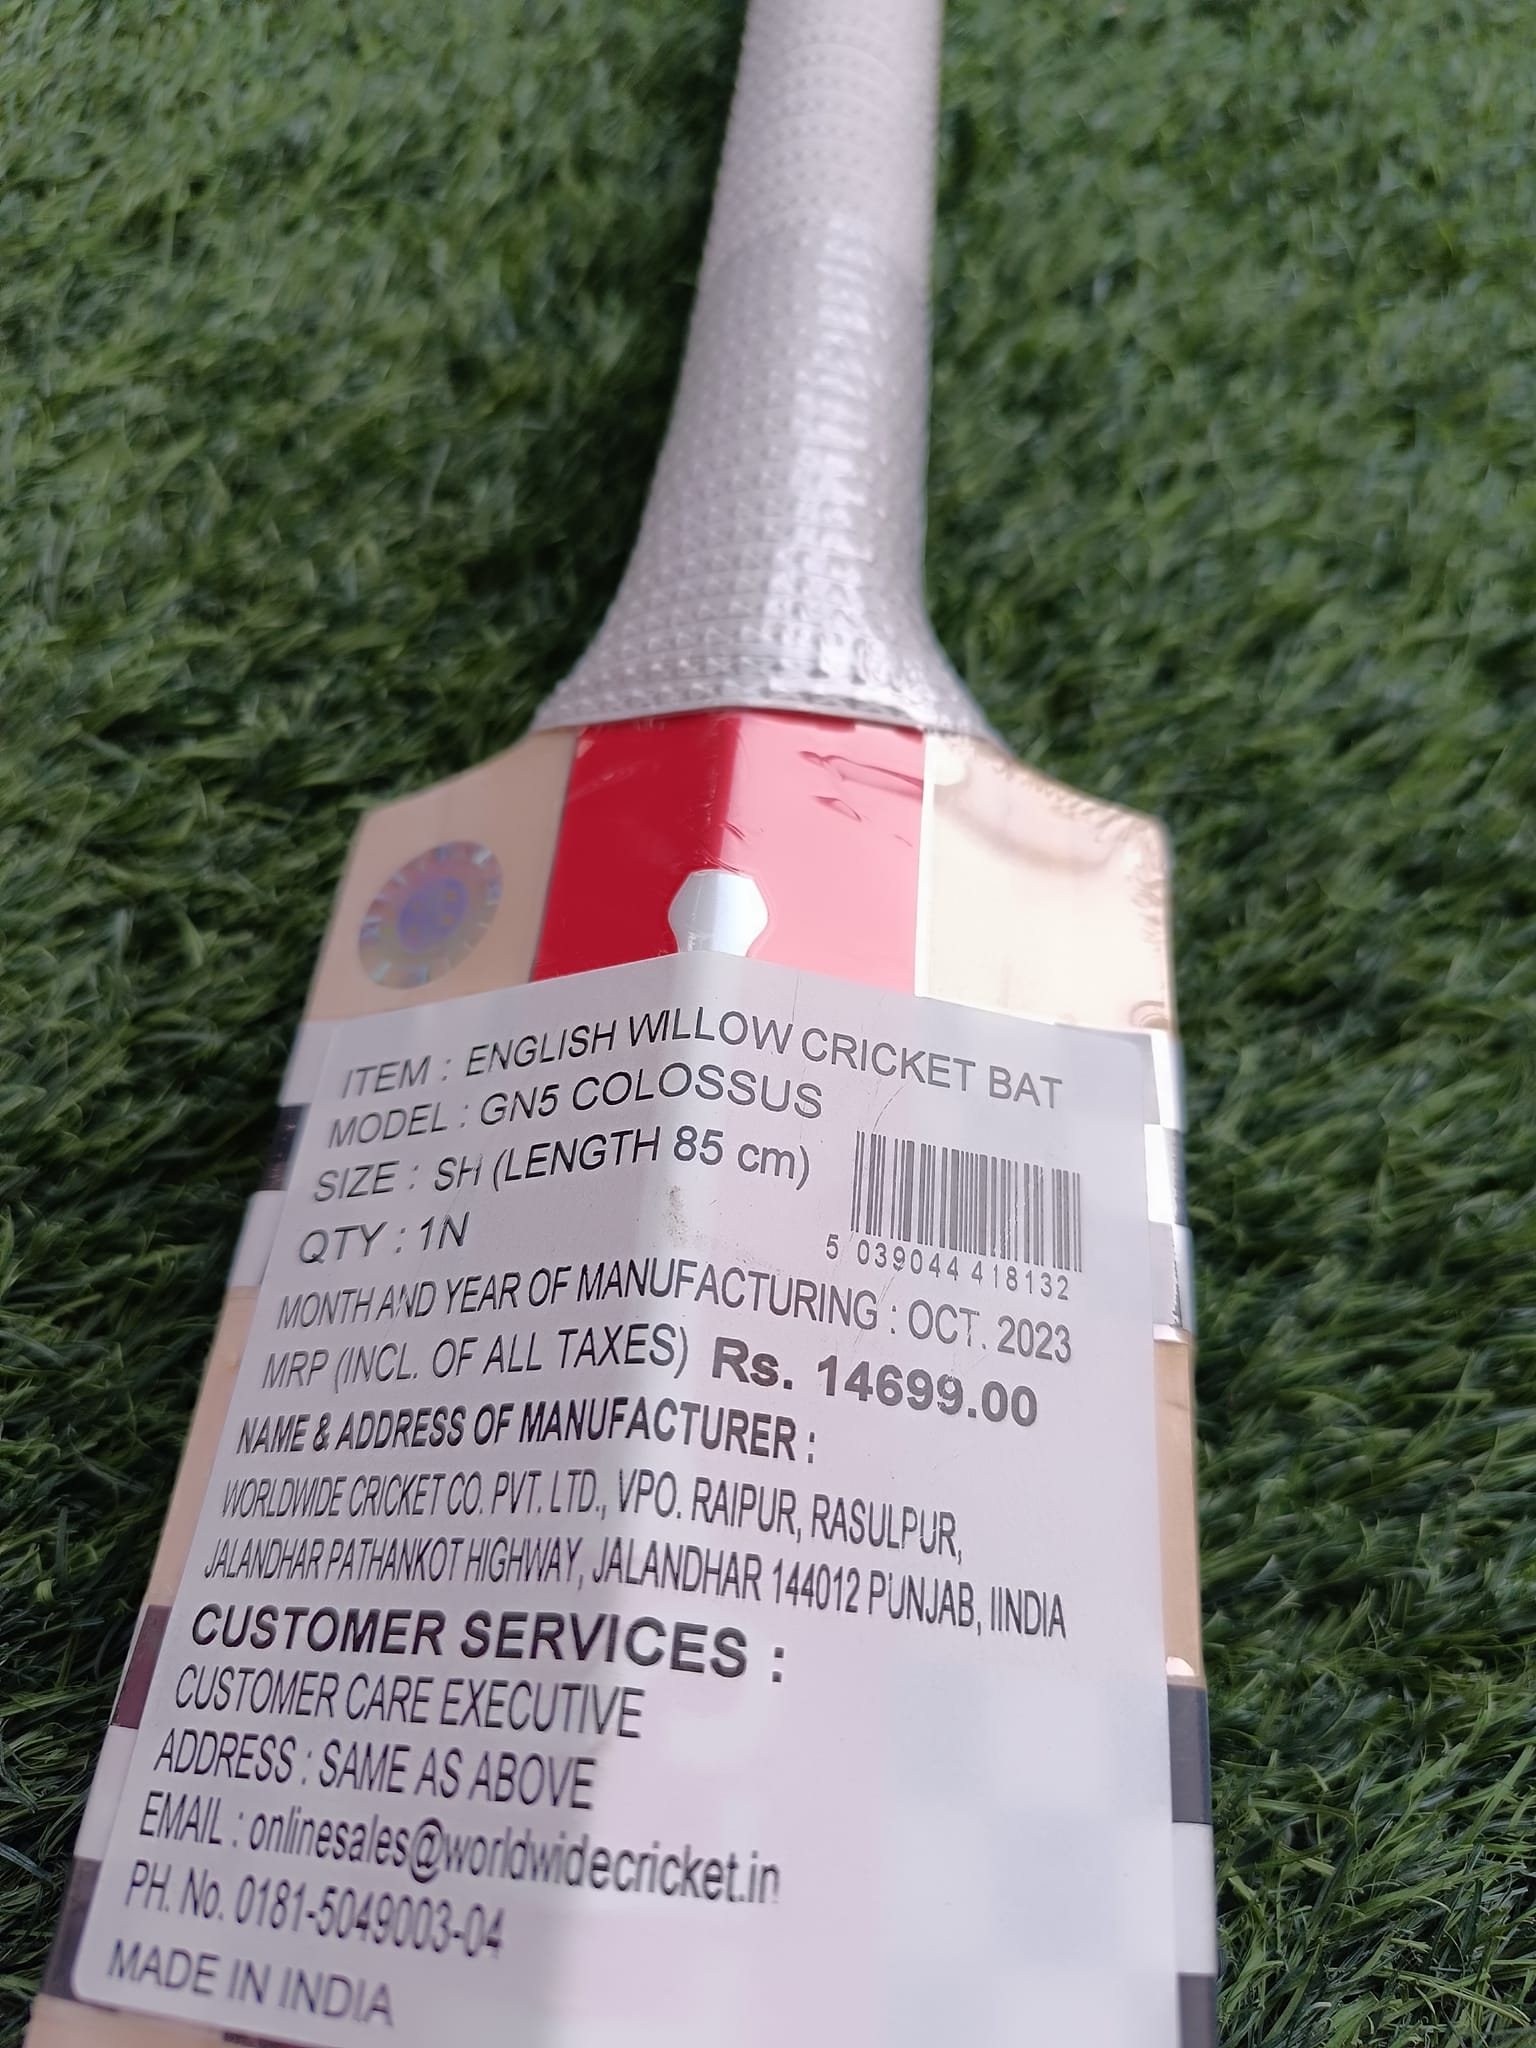 ITEM : ENGLISH WILLOW CRICKET BAT
MODEL : GN5 COLOSSUS
SIZE : SH (LENGTH 85 cm)
QTY : 1N
5 039044 418132
MONTH AND YEAR OF MANUFACTURING : OCT. 2023
MRP (INCL. OF ALL TAXES) Rs. 14699.00
NAME & ADDRESS OF MANUFACTURER :
WORLDWIDE CRICKET CO. PVT. LTD., VPO. RAIPUR, RASULPUR,
JALANDHAR PATHANKOT HIGHWAY, JALANDHAR 144012 PUNJAB, IINDIA
CUSTOMER SERVICES :
CUSTOMER CARE EXECUTIVE
ADDRESS : SAME AS ABOVE
EMAIL : onlinesales@worldwidecricket.in
PH. No. 0181-5049003-04
MADE IN INDIA